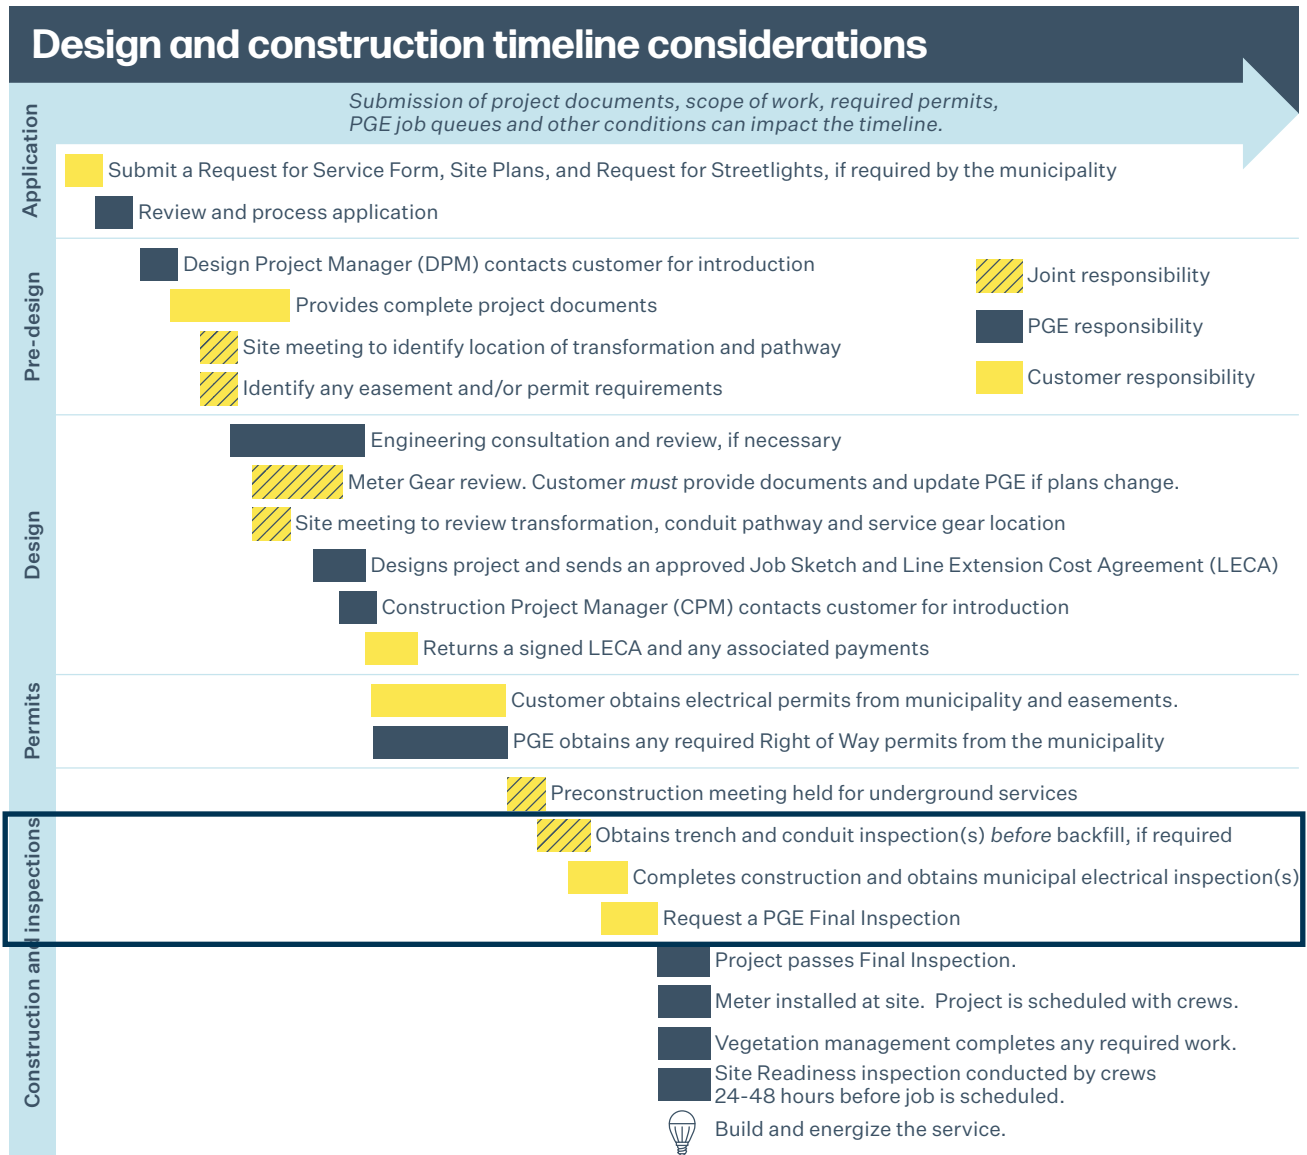 Design and construction timeline considerations
Submission of project documents, scope of work, required permits,
PGE job queues and other conditions can impact the timeline.
Application
Submit a Request for Service Form, Site Plans, and Request for Streetlights, if required by the municipality
Review and process application
Pre-design
Design Project Manager (DPM) contacts customer for introduction
Provides complete project documents
Site meeting to identify location of transformation and pathway
Identify any easement and/or permit requirements
Joint responsibility
PGE responsibility
Customer responsibility
Design
Engineering consultation and review, if necessary
Meter Gear review. Customer must provide documents and update PGE if plans change.
Site meeting to review transformation, conduit pathway and service gear location
Designs project and sends an approved Job Sketch and Line Extension Cost Agreement (LECA)
Construction Project Manager (CPM) contacts customer for introduction
Returns a signed LECA and any associated payments
Permits
Customer obtains electrical permits from municipality and easements.
PGE obtains any required Right of Way permits from the municipality
Construction and inspections
Preconstruction meeting held for underground services
Obtains trench and conduit inspection(s) before backfill, if required
Completes construction and obtains municipal electrical inspection(s)
Request a PGE Final Inspection
Project passes Final Inspection.
Meter installed at site.  Project is scheduled with crews.
Vegetation management completes any required work.
Site Readiness inspection conducted by crews
24-48 hours before job is scheduled.
Build and energize the service.